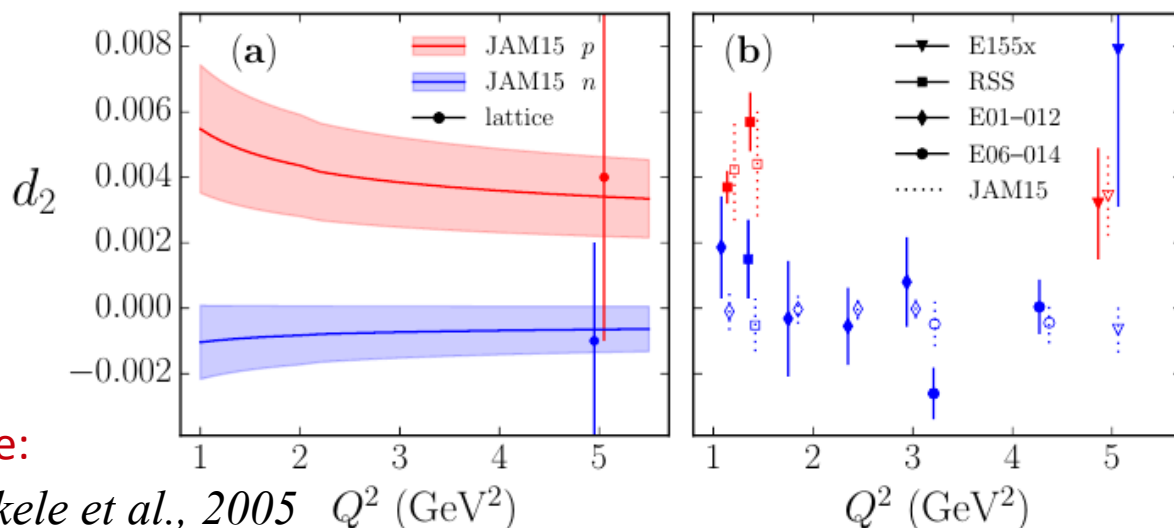 (a)
JAM15 p
JAM15 n
lattice
0.008
0.006
0.004
0.002
0.000
−0.002
d₂
1 2 3 4 5
Q² (GeV²)
(b)
E155x
RSS
E01–012
E06–014
JAM15
1 2 3 4 5
Q² (GeV²)
e:
kele et al., 2005